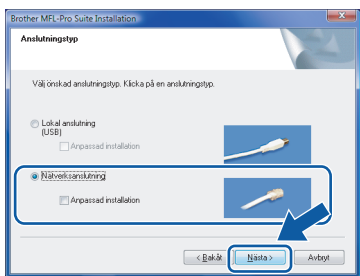 Brother MFL-Pro Suite Installation
Anslutningstyp
Välj önskad anslutningstyp. Klicka på en anslutningstyp.
Lokal anslutning
(USB)
Anpassad installation
Nätverksanslutning
Anpassad installation
< Bakåt
Nästa >
Avbryt